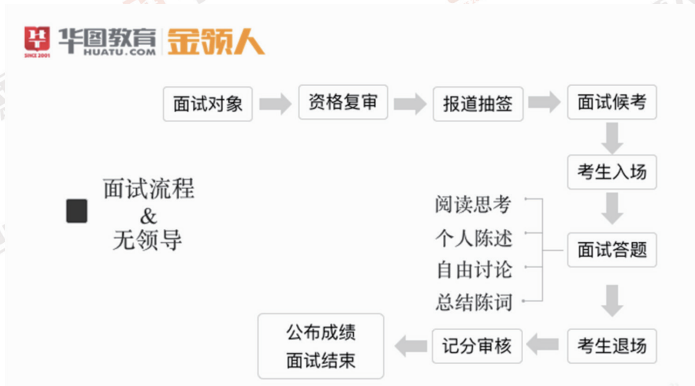 华图教育
HUATU.COM
SINCE 2001
金领人
面试对象
资格复审
报道抽签
面试候考
考生入场
面试流程
&
无领导
阅读思考
个人陈述
自由讨论
总结陈词
面试答题
考生退场
记分审核
公布成绩
面试结束